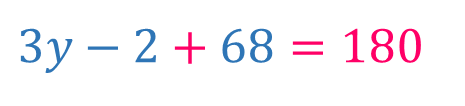 3y − 2 + 68 = 180